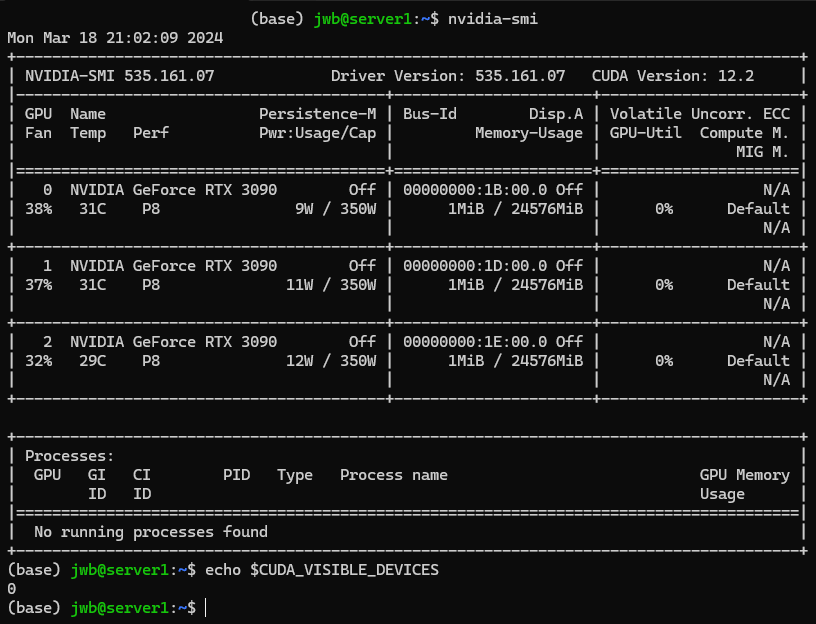 (base) jwb@server1:~$ nvidia-smi
Mon Mar 18 21:02:09 2024
+---------------------------------------------------------------------------------------+
| NVIDIA-SMI 535.161.07             Driver Version: 535.161.07   CUDA Version: 12.2     |
|-----------------------------------------+----------------------+----------------------+
| GPU  Name                 Persistence-M | Bus-Id        Disp.A | Volatile Uncorr. ECC |
| Fan  Temp   Perf          Pwr:Usage/Cap |         Memory-Usage | GPU-Util  Compute M. |
|                                         |                      |               MIG M. |
|=========================================+======================+======================|
|   0  NVIDIA GeForce RTX 3090        Off | 00000000:1B:00.0 Off |                  N/A |
| 38%   31C    P8               9W / 350W |      1MiB / 24576MiB |      0%      Default |
|                                         |                      |                  N/A |
+-----------------------------------------+----------------------+----------------------+
|   1  NVIDIA GeForce RTX 3090        Off | 00000000:1D:00.0 Off |                  N/A |
| 37%   31C    P8              11W / 350W |      1MiB / 24576MiB |      0%      Default |
|                                         |                      |                  N/A |
+-----------------------------------------+----------------------+----------------------+
|   2  NVIDIA GeForce RTX 3090        Off | 00000000:1E:00.0 Off |                  N/A |
| 32%   29C    P8              12W / 350W |      1MiB / 24576MiB |      0%      Default |
|                                         |                      |                  N/A |
+-----------------------------------------+----------------------+----------------------+

+---------------------------------------------------------------------------------------+
| Processes:                                                                            |
|  GPU   GI   CI        PID   Type   Process name                            GPU Memory |
|        ID   ID                                                             Usage      |
|=======================================================================================|
|  No running processes found                                                           |
+---------------------------------------------------------------------------------------+
(base) jwb@server1:~$ echo $CUDA_VISIBLE_DEVICES
0
(base) jwb@server1:~$